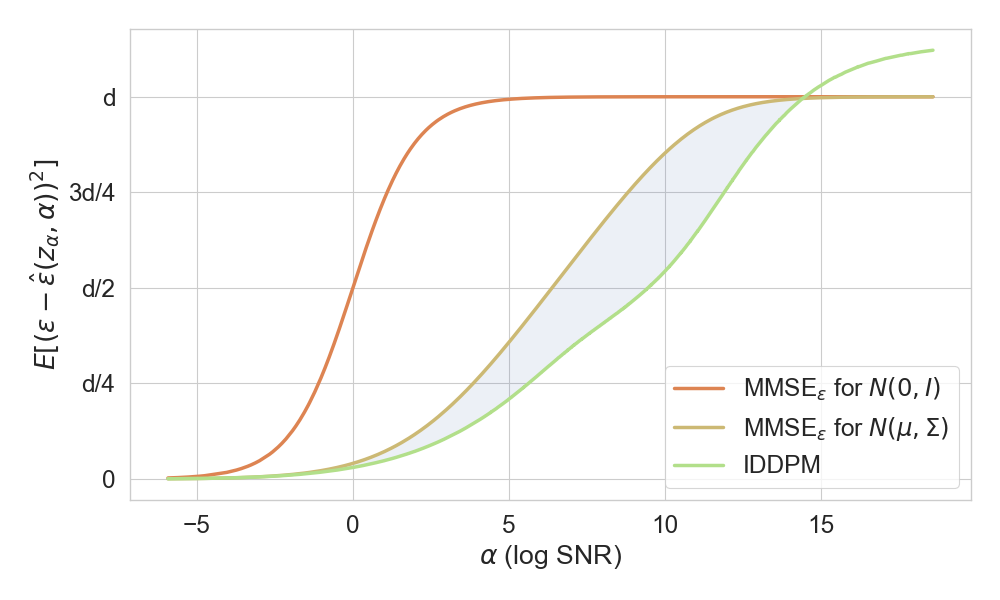 d
3d/4
d/2
d/4
0
E[(ε − ε̂(z_α, α))²]
−5 0 5 10 15
α (log SNR)
MMSE_ε for N(0, I)
MMSE_ε for N(μ, Σ)
IDDPM